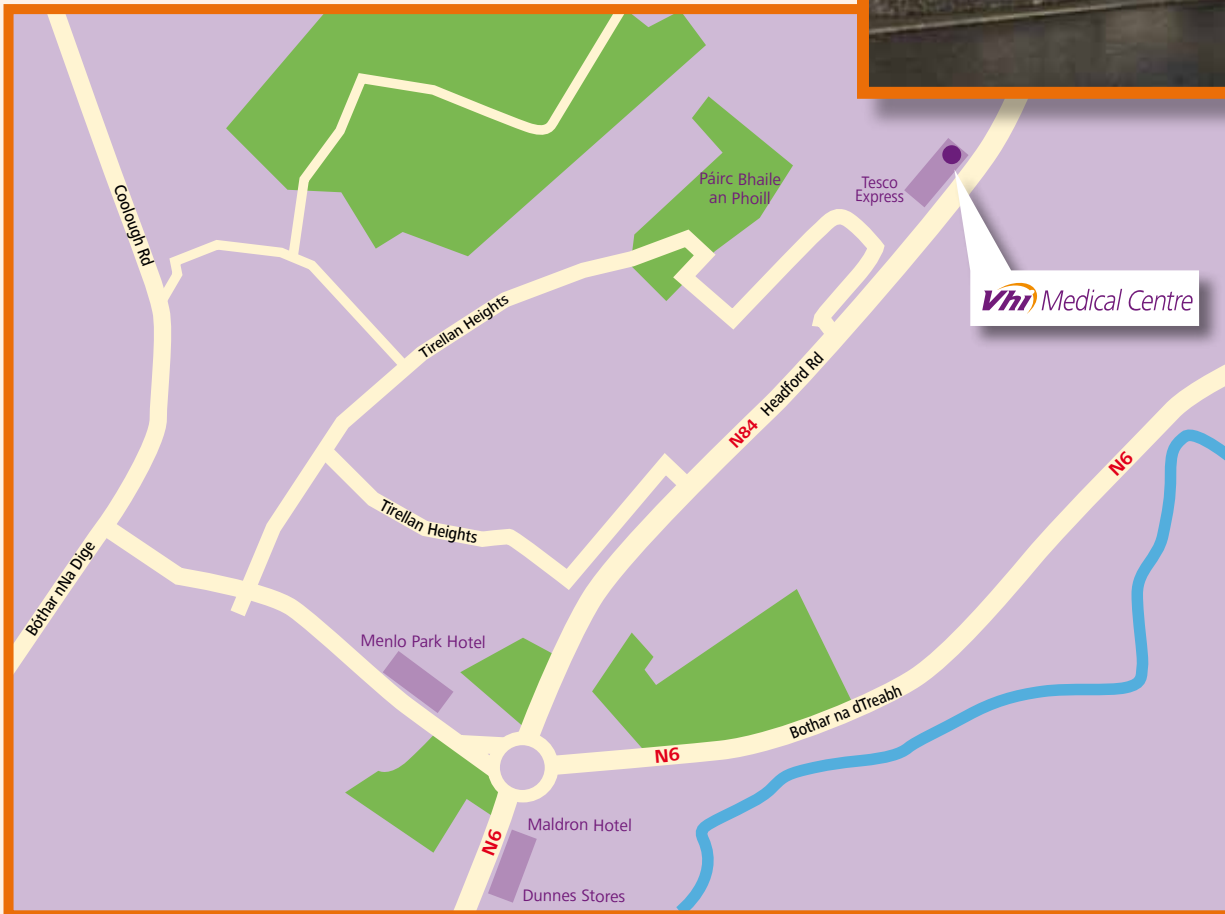 Coolough Rd
Páirc Bhaile
an Phoill
Tesco
Express
Vhi Medical Centre
Tirellan Heights
N84 Headford Rd
N6
Tirellan Heights
Bóthar nNa Dige
Menlo Park Hotel
Bothar na dTreabh
N6
Maldron Hotel
N6
Dunnes Stores